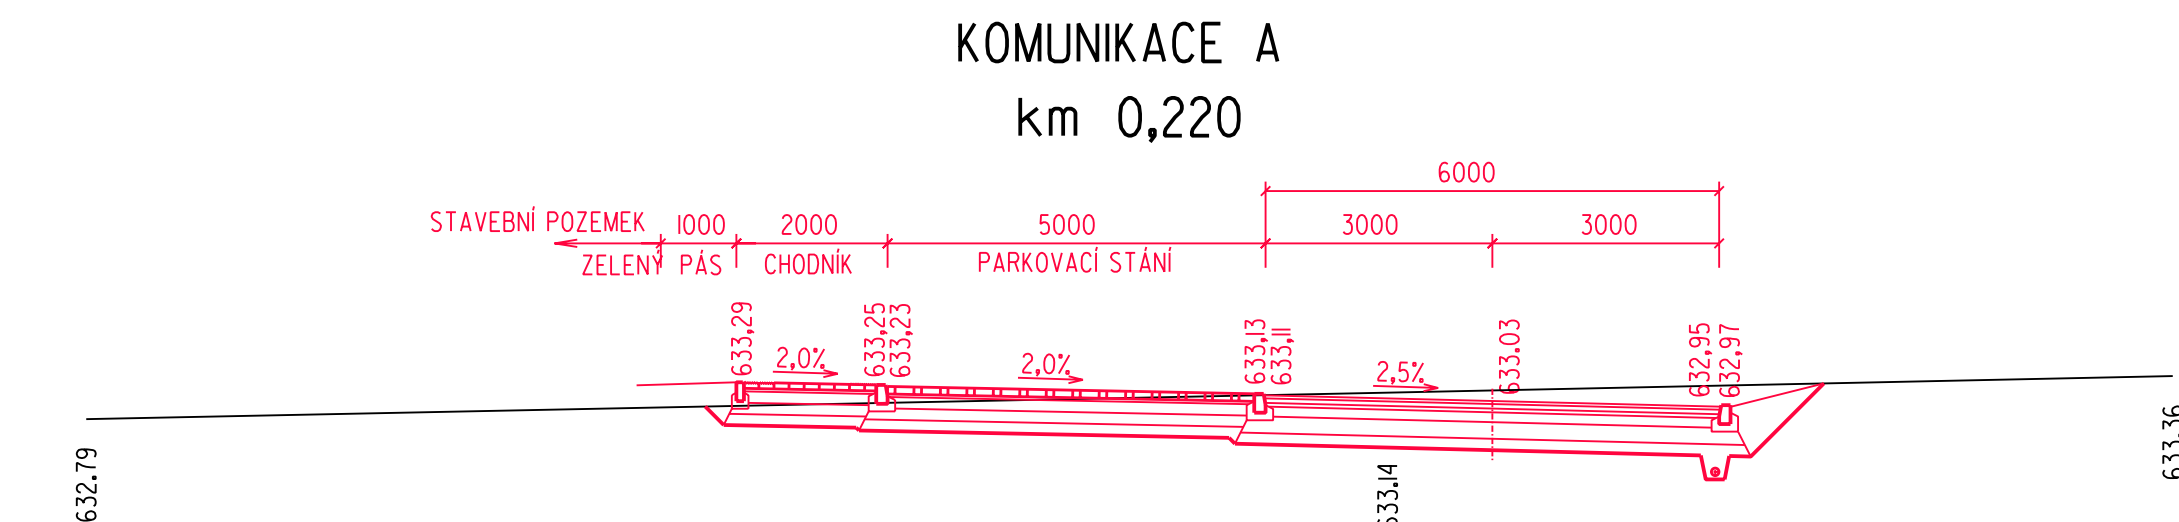 KOMUNIKACE A
km 0,220
6000
STAVEBNÍ POZEMEK 1000 2000 5000 3000 3000
ZELENÝ PÁS CHODNÍK PARKOVACÍ STÁNÍ
633,29 633,25 633,23 633,13 633,11 633.03 632,95 632,97
2,0% 2,0% 2,5%
632.79 633.14 633.36